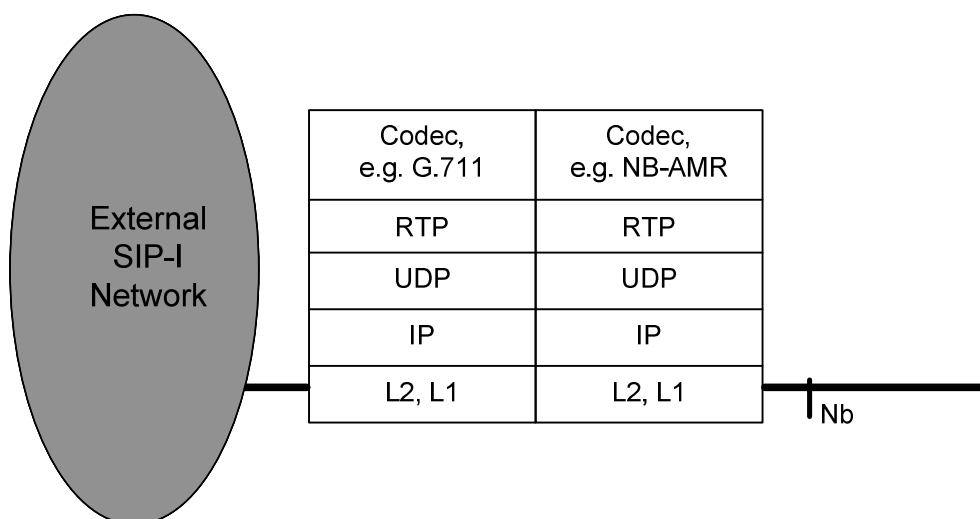 External
SIP-I
Network
Codec,
e.g. G.711
Codec,
e.g. NB-AMR
RTP
RTP
UDP
UDP
IP
IP
L2, L1
L2, L1
Nb